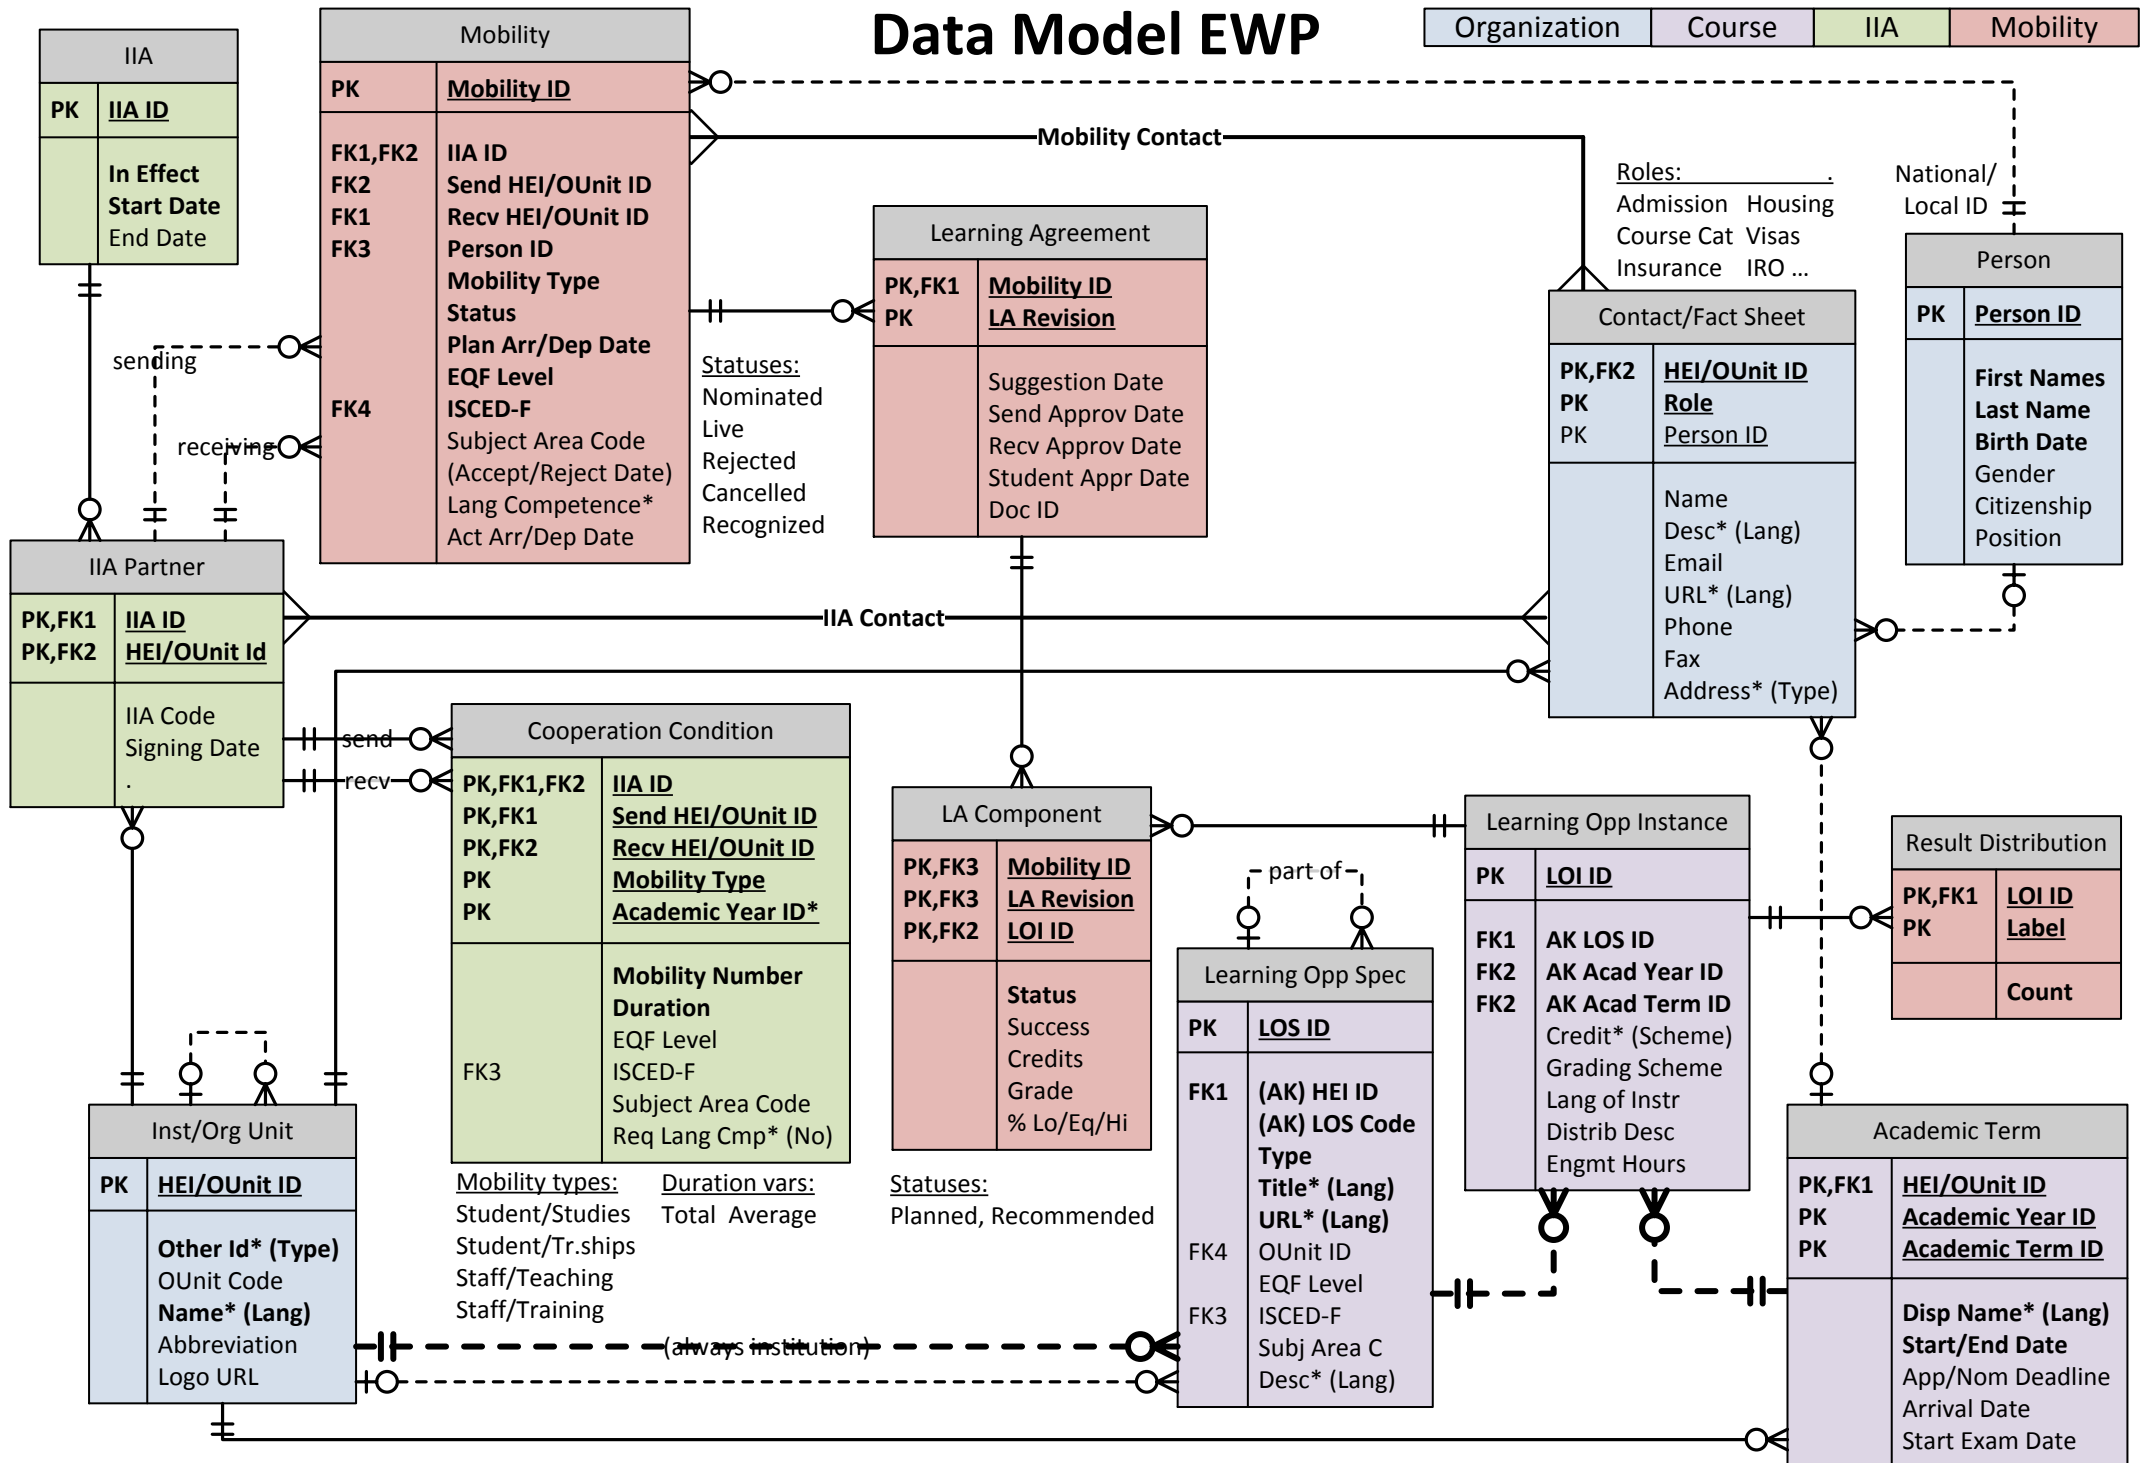 Data Model EWP
Organization Course IIA Mobility
IIA
PK IIA ID
In Effect
Start Date
End Date
Mobility
PK Mobility ID
FK1,FK2 IIA ID
FK2 Send HEI/OUnit ID
FK1 Recv HEI/OUnit ID
FK3 Person ID
Mobility Type
Status
Plan Arr/Dep Date
EQF Level
FK4 ISCED-F
Subject Area Code
(Accept/Reject Date)
Lang Competence*
Act Arr/Dep Date
Mobility Contact
Statuses:
Nominated
Live
Rejected
Cancelled
Recognized
Learning Agreement
PK,FK1 Mobility ID
PK LA Revision
Suggestion Date
Send Approv Date
Recv Approv Date
Student Appr Date
Doc ID
Roles: .
Admission Housing
Course Cat Visas
Insurance IRO ...
National/
Local ID
Contact/Fact Sheet
PK,FK2 HEI/OUnit ID
PK Role
PK Person ID
Name
Desc* (Lang)
Email
URL* (Lang)
Phone
Fax
Address* (Type)
Person
PK Person ID
First Names
Last Name
Birth Date
Gender
Citizenship
Position
sending
receiving
IIA Partner
PK,FK1 IIA ID
PK,FK2 HEI/OUnit Id
IIA Code
Signing Date
.
IIA Contact
send
recv
Cooperation Condition
PK,FK1,FK2 IIA ID
PK,FK1 Send HEI/OUnit ID
PK,FK2 Recv HEI/OUnit ID
PK Mobility Type
PK Academic Year ID*
Mobility Number
Duration
EQF Level
FK3 ISCED-F
Subject Area Code
Req Lang Cmp* (No)
Mobility types:
Student/Studies
Student/Tr.ships
Staff/Teaching
Staff/Training
Duration vars:
Total Average
LA Component
PK,FK3 Mobility ID
PK,FK3 LA Revision
PK,FK2 LOI ID
Status
Success
Credits
Grade
% Lo/Eq/Hi
Statuses:
Planned, Recommended
part of
Learning Opp Spec
PK LOS ID
FK1 (AK) HEI ID
(AK) LOS Code
Type
Title* (Lang)
URL* (Lang)
FK4 OUnit ID
EQF Level
FK3 ISCED-F
Subj Area C
Desc* (Lang)
Learning Opp Instance
PK LOI ID
FK1 AK LOS ID
FK2 AK Acad Year ID
FK2 AK Acad Term ID
Credit* (Scheme)
Grading Scheme
Lang of Instr
Distrib Desc
Engmt Hours
Result Distribution
PK,FK1 LOI ID
PK Label
Count
Inst/Org Unit
PK HEI/OUnit ID
Other Id* (Type)
OUnit Code
Name* (Lang)
Abbreviation
Logo URL
(always institution)
Academic Term
PK,FK1 HEI/OUnit ID
PK Academic Year ID
PK Academic Term ID
Disp Name* (Lang)
Start/End Date
App/Nom Deadline
Arrival Date
Start Exam Date